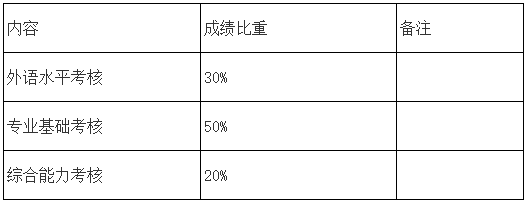 内容 成绩比重 备注
外语水平考核 30%
专业基础考核 50%
综合能力考核 20%